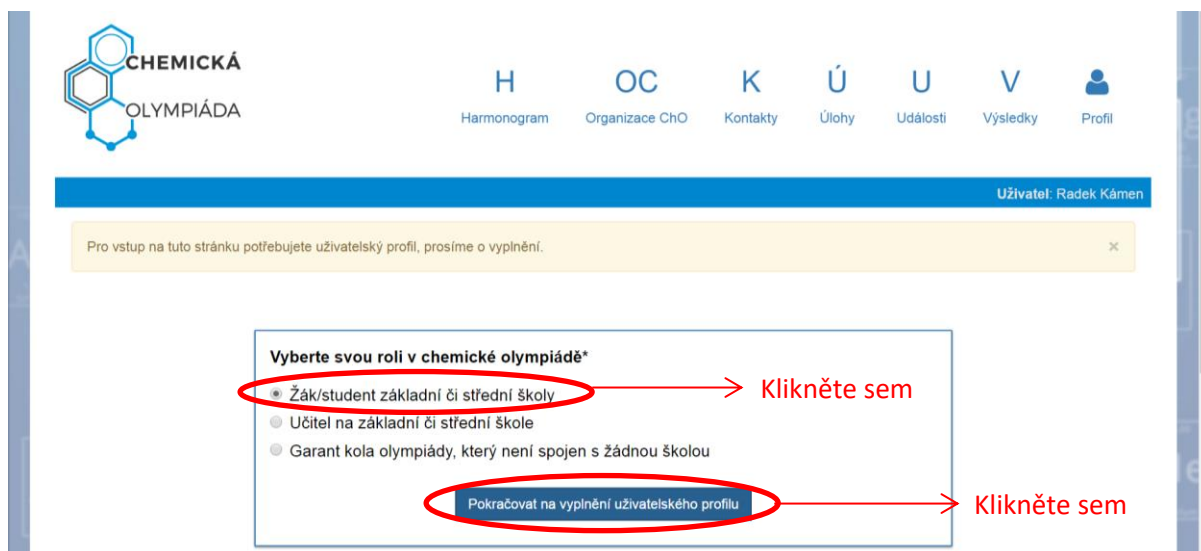 CHEMICKÁ
OLYMPIÁDA
H OC K Ú U V
Harmonogram Organizace ChO Kontakty Úlohy Události Výsledky Profil
Uživatel: Radek Kámen
Pro vstup na tuto stránku potřebujete uživatelský profil, prosíme o vyplnění. ×
Vyberte svou roli v chemické olympiádě*
Žák/student základní či střední školy
Klikněte sem
Učitel na základní či střední škole
Garant kola olympiády, který není spojen s žádnou školou
Pokračovat na vyplnění uživatelského profilu
Klikněte sem